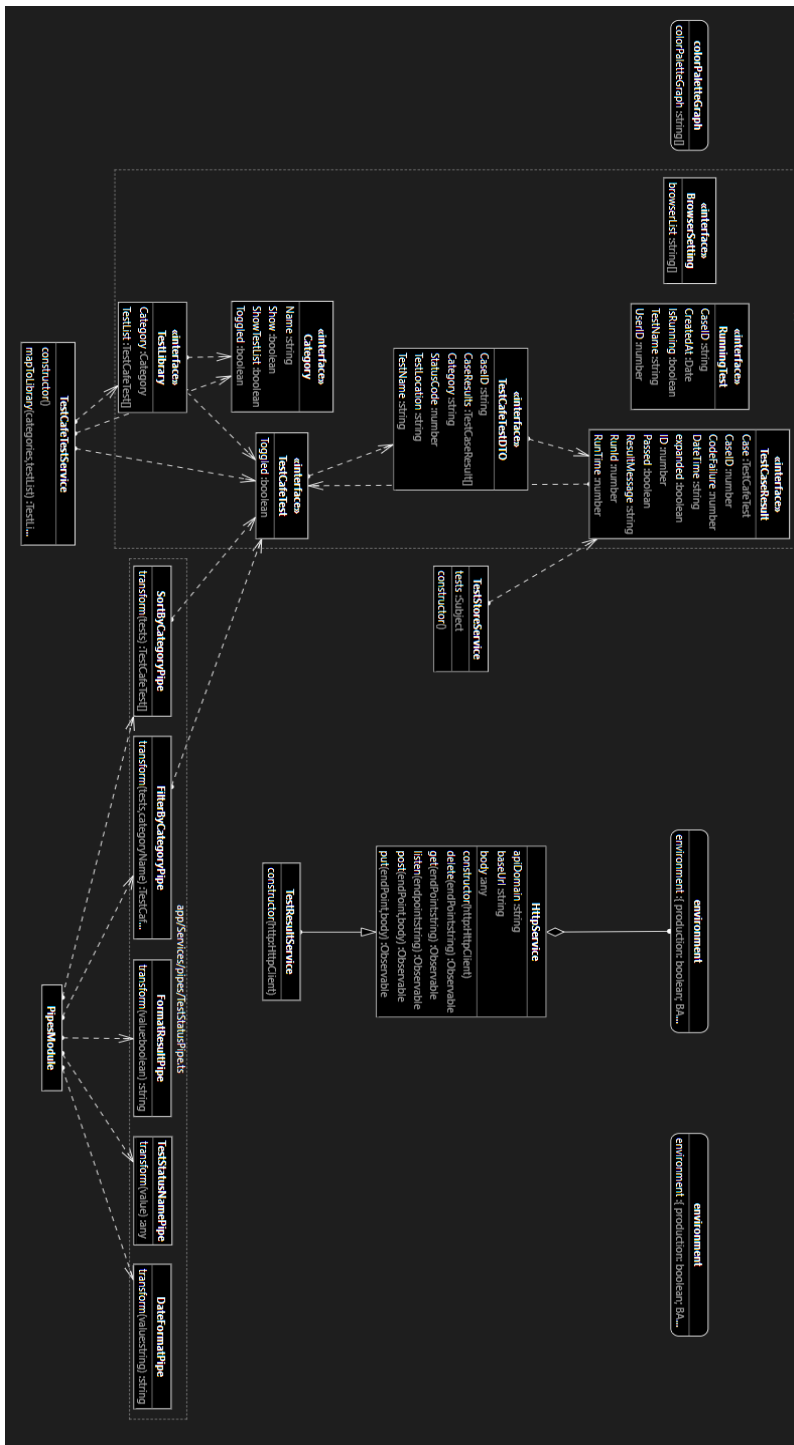 colorPaletteGraph
colorPaletteGraph :string[]
«interface»
BrowserSetting
browserList :string[]
«interface»
RunningTest
CaseID :string
CreatedAt :Date
IsRunning :boolean
TestName :string
UserID :number
«interface»
TestCaseResult
Case :TestCafeTest
CaseID :number
CodeFailure :number
DateTime :string
expanded :boolean
ID :number
Passed :boolean
ResultMessage :string
RunId :number
RunTime :number
environment
environment :{ production: boolean; BA...
environment
environment :{ production: boolean; BA...
«interface»
TestCafeTestDTO
CaseID :string
CaseResults :TestCaseResult[]
Category :string
StatusCode :number
TestLocation :string
TestName :string
TestStoreService
tests :Subject
constructor()
HttpService
apiDomain :string
baseUrl :string
body :any
constructor(http:HttpClient)
delete(endPoint:string) :Observable
get(endPoint:string) :Observable
listen(endpoint:string) :Observable
post(endPoint,body) :Observable
put(endPoint,body) :Observable
«interface»
Category
Name :string
Show :boolean
ShowTestList :boolean
Toggled :boolean
«interface»
TestCafeTest
Toggled :boolean
TestResultService
constructor(http:HttpClient)
«interface»
TestLibrary
Category :Category
TestList :TestCafeTest[]
app/Services/pipes/TestStatusPipe.ts
SortByCategoryPipe
transform(tests) :TestCafeTest[]
FilterByCategoryPipe
transform(tests,categoryName) :TestCaf...
FormatResultPipe
transform(value:boolean) :string
TestStatusNamePipe
transform(value) :any
DateFormatPipe
transform(value:string) :string
TestCafeTestService
constructor()
mapToLibrary(categories,testList) :TestLi...
PipesModule